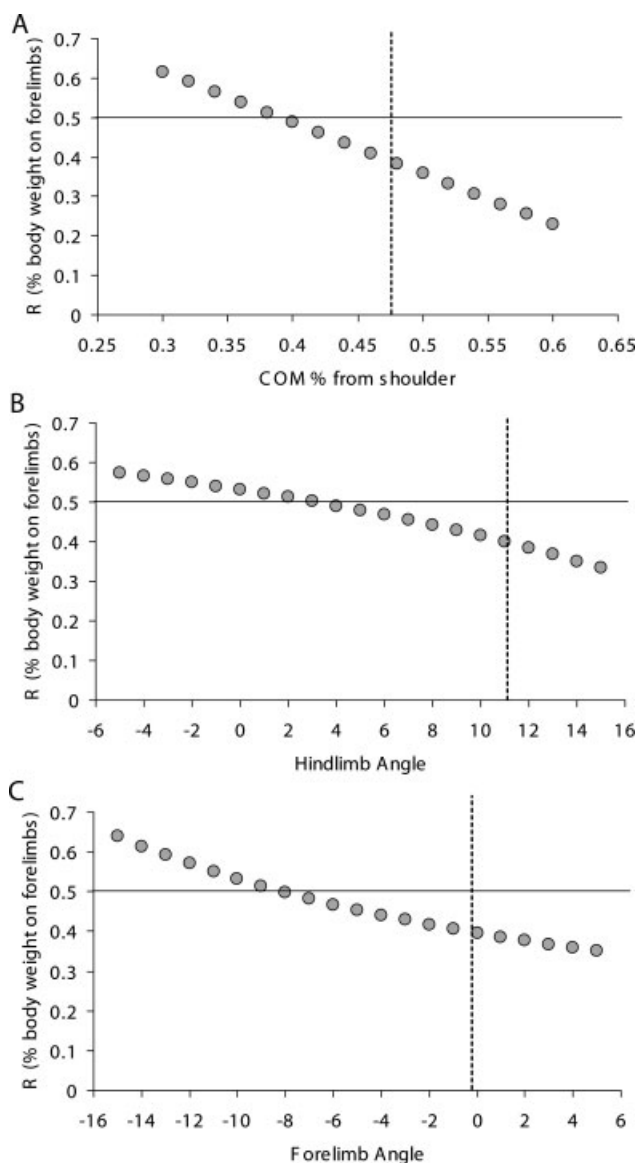 A
R (% body weight on forelimbs)
0.7
0.6
0.5
0.4
0.3
0.2
0.1
0
0.25 0.3 0.35 0.4 0.45 0.5 0.55 0.6 0.65
COM % from shoulder
B
R (% body weight on forelimbs)
0.7
0.6
0.5
0.4
0.3
0.2
0.1
0
-6 -4 -2 0 2 4 6 8 10 12 14 16
Hindlimb Angle
C
R (% body weight on forelimbs)
0.7
0.6
0.5
0.4
0.3
0.2
0.1
0
-16 -14 -12 -10 -8 -6 -4 -2 0 2 4 6
Forelimb Angle